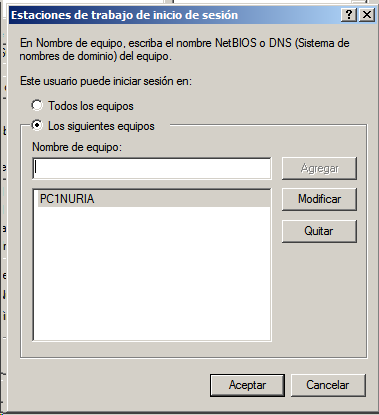 Estaciones de trabajo de inicio de sesión
En Nombre de equipo, escriba el nombre NetBIOS o DNS (Sistema de
nombres de dominio) del equipo.
Este usuario puede iniciar sesión en:
Todos los equipos
Los siguientes equipos
Nombre de equipo:
Agregar
PC1NURIA
Modificar
Quitar
Aceptar
Cancelar